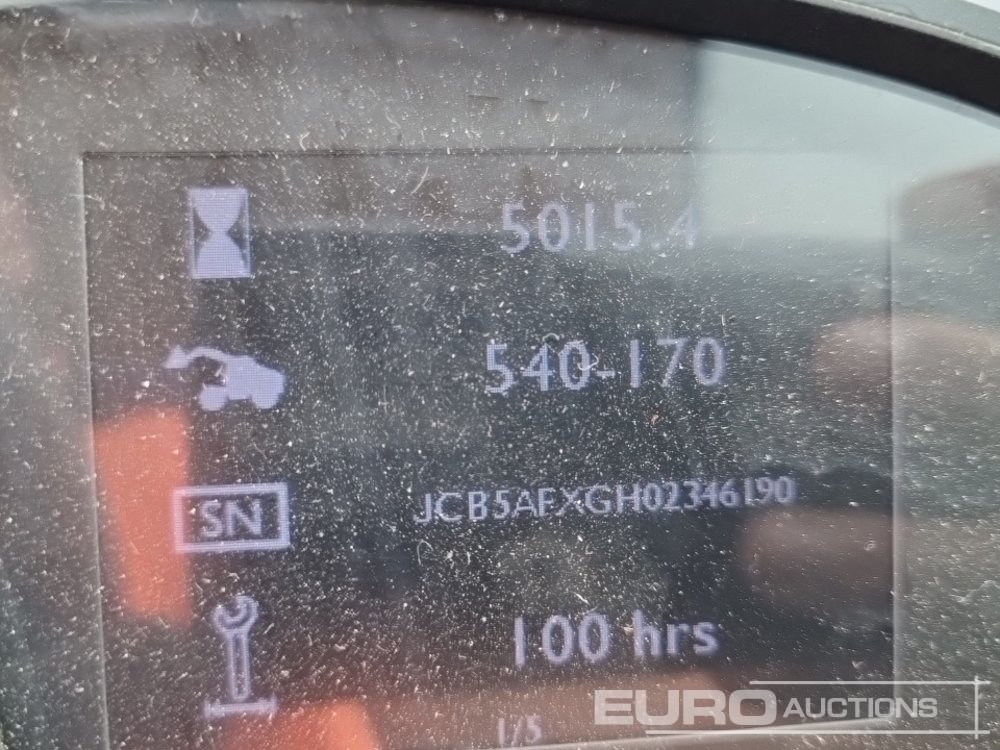 5015.4
540-170
SN JCB5AFXGH02346190
100 hrs
1/5
EURO AUCTIONS